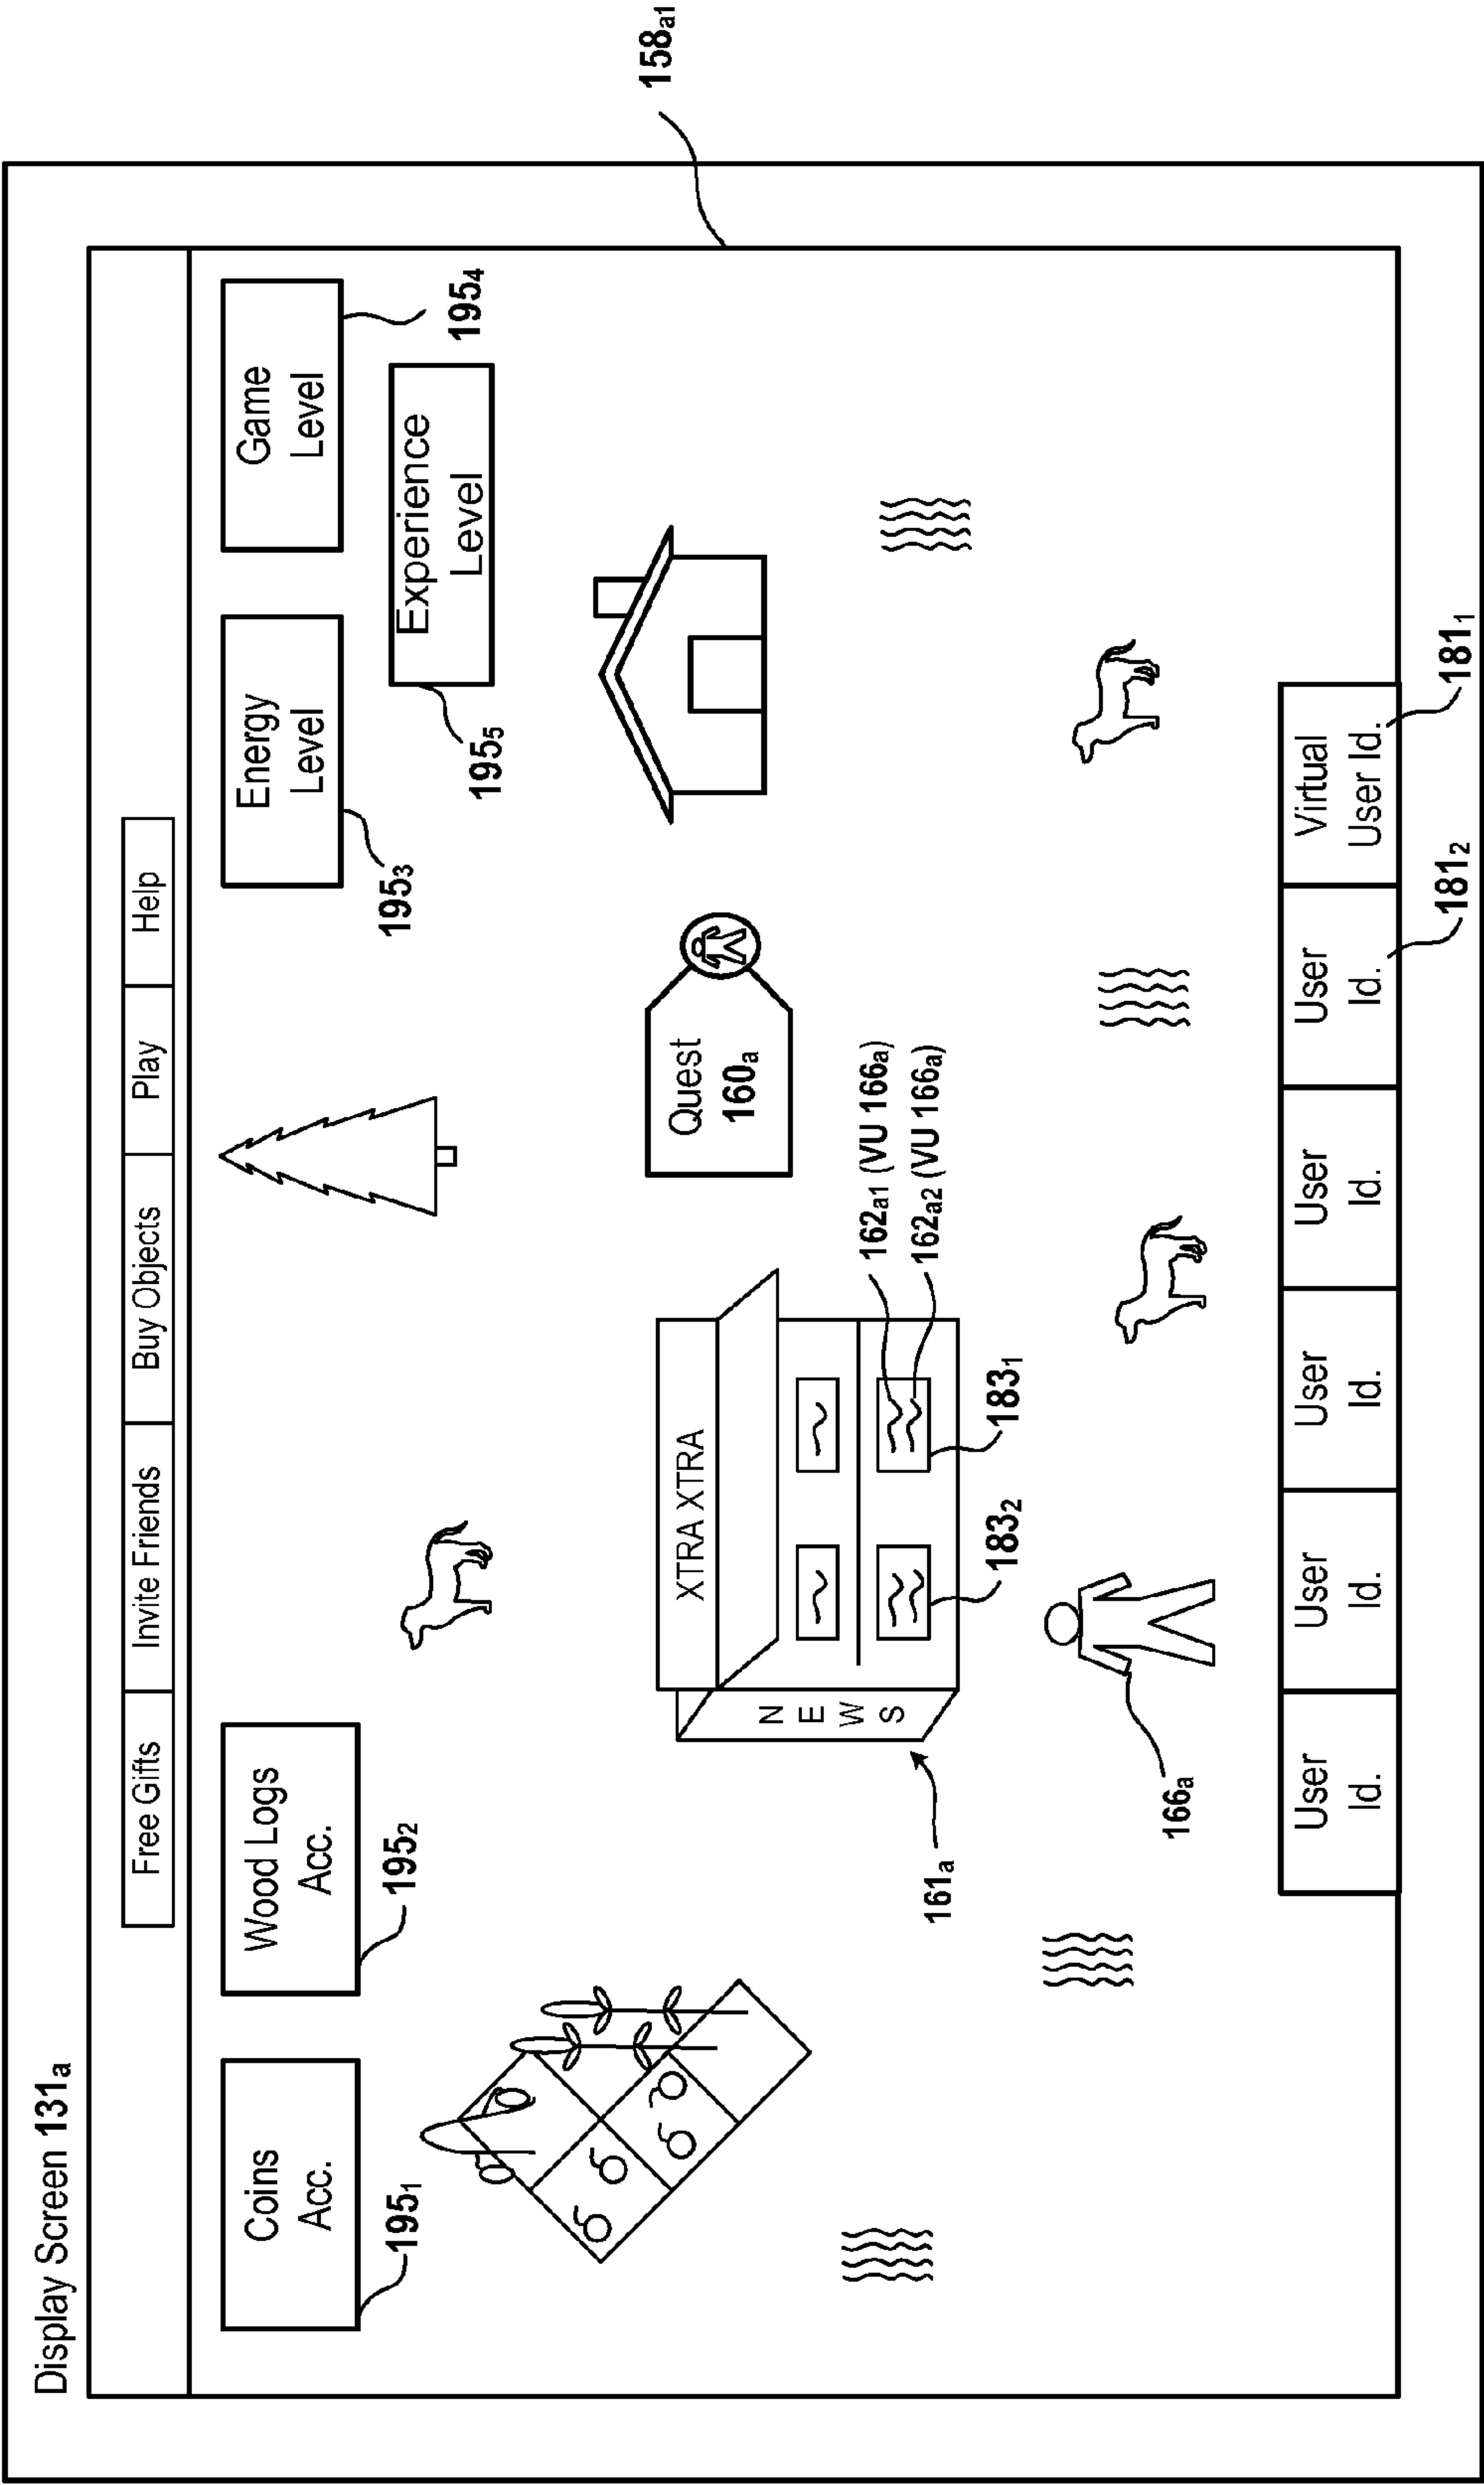 Display Screen 131a
158a1
Free Gifts
Invite Friends
Buy Objects
Play
Help
Coins
Acc.
1951
Wood Logs
Acc.
1952
Energy
Level
1953
Game
Level
1954
Experience
Level
1955
XTRA XTRA
N
E
W
S
161a
Quest
160a
162a1 (VU 166a)
162a2 (VU 166a)
1832
1831
166a
User
Id.
User
Id.
User
Id.
User
Id.
User
Id.
Virtual
User Id.
1812
1811